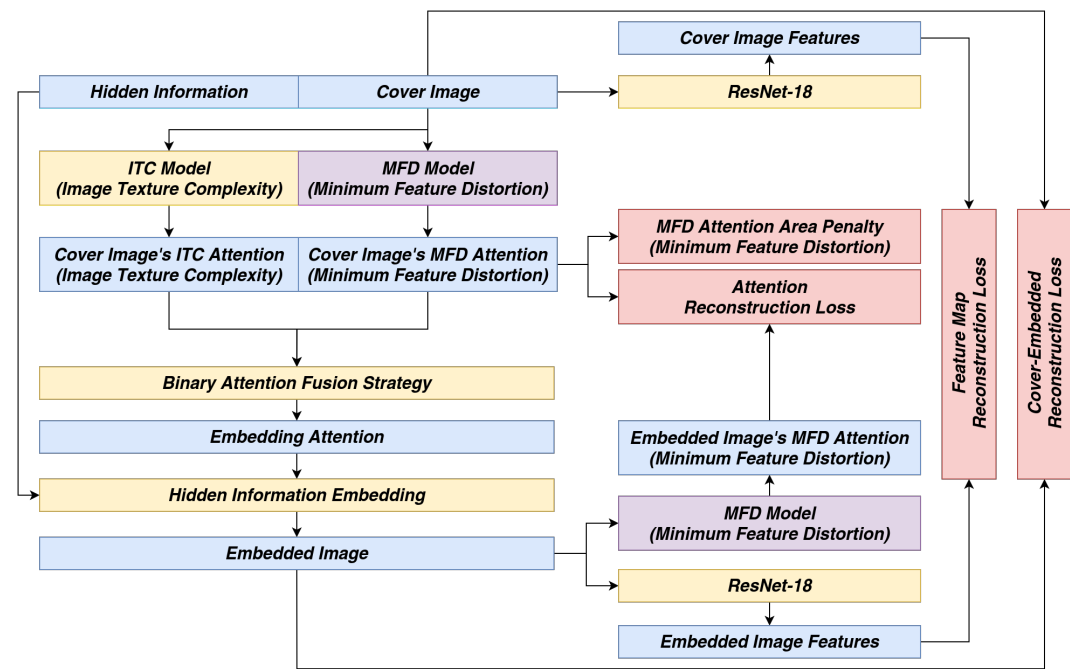 Cover Image Features
Hidden Information
Cover Image
ResNet-18
ITC Model
(Image Texture Complexity)
MFD Model
(Minimum Feature Distortion)
Cover Image's ITC Attention
(Image Texture Complexity)
Cover Image's MFD Attention
(Minimum Feature Distortion)
MFD Attention Area Penalty
(Minimum Feature Distortion)
Attention
Reconstruction Loss
Feature Map
Reconstruction Loss
Cover-Embedded
Reconstruction Loss
Binary Attention Fusion Strategy
Embedding Attention
Embedded Image's MFD Attention
(Minimum Feature Distortion)
Hidden Information Embedding
MFD Model
(Minimum Feature Distortion)
Embedded Image
ResNet-18
Embedded Image Features